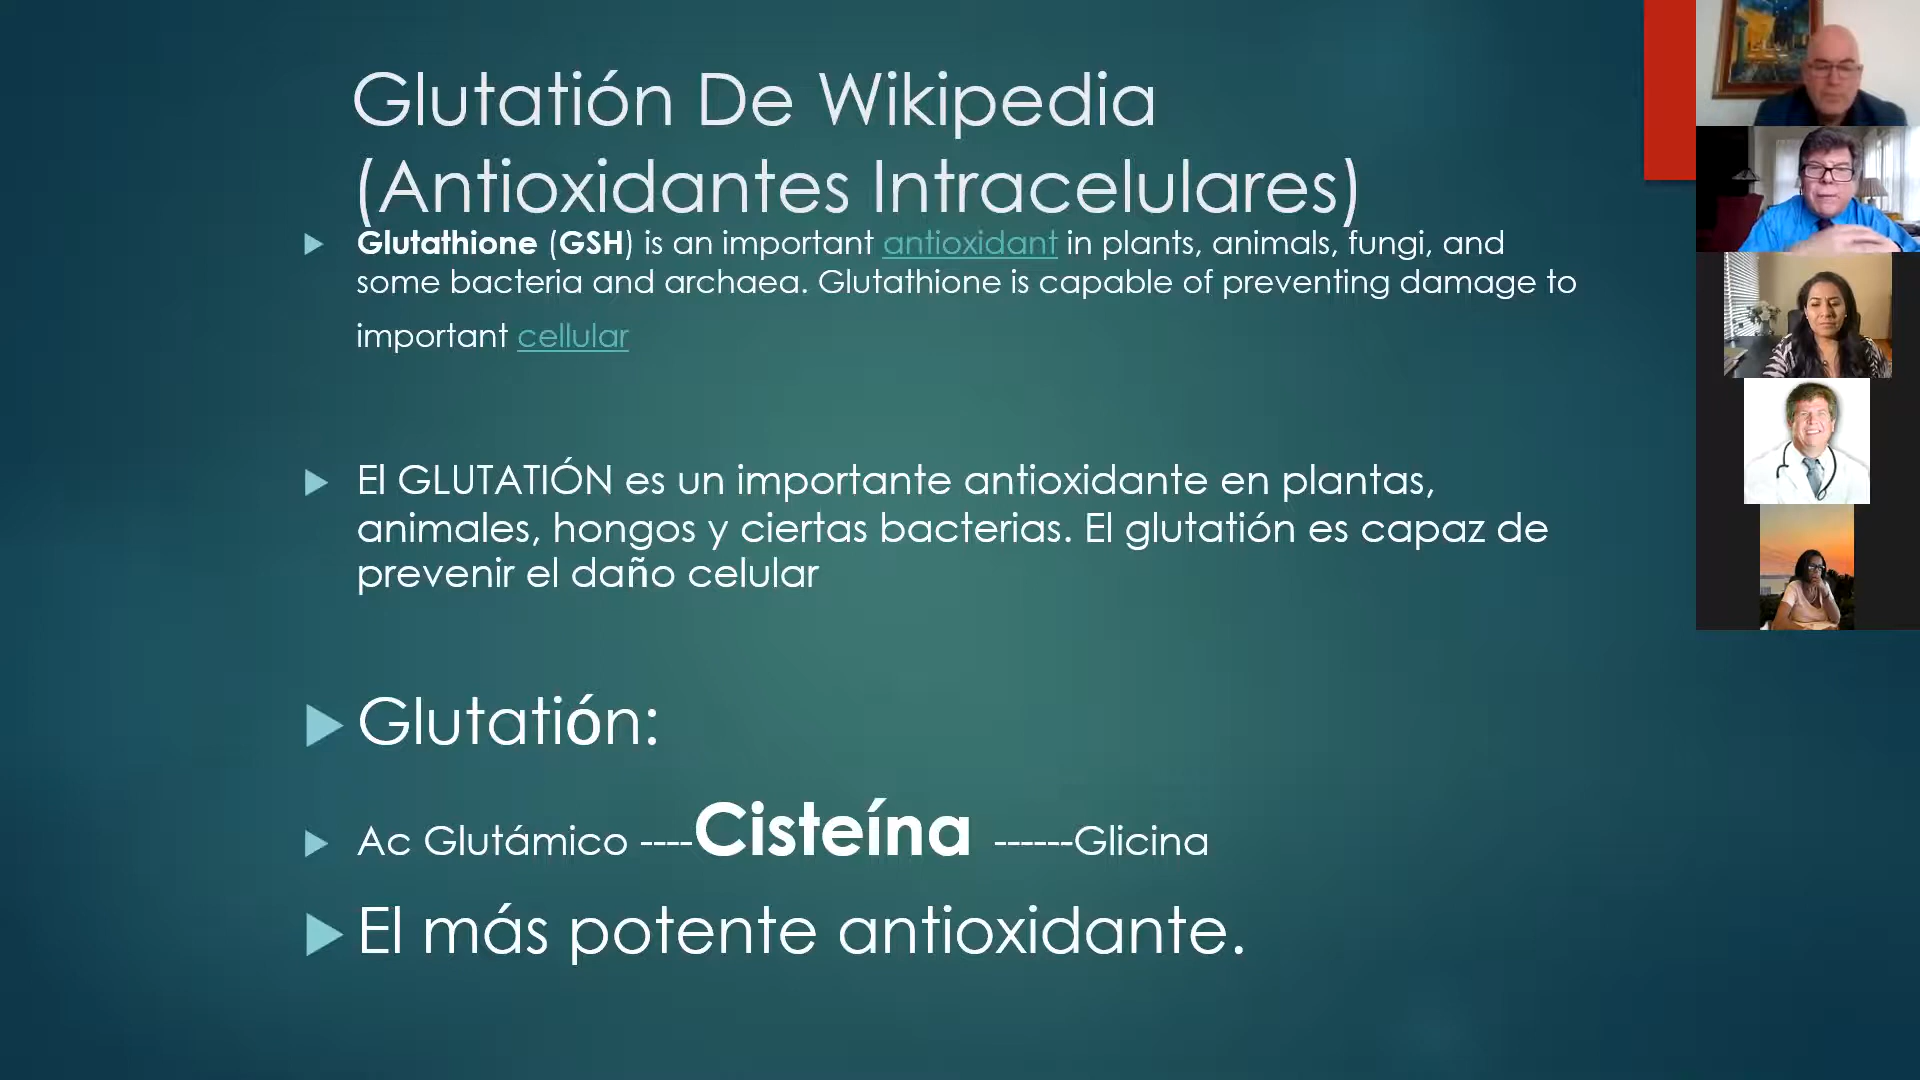 Glutatión De Wikipedia
(Antioxidantes Intracelulares)
Glutathione (GSH) is an important antioxidant in plants, animals, fungi, and
some bacteria and archaea. Glutathione is capable of preventing damage to
important cellular
El GLUTATIÓN es un importante antioxidante en plantas,
animales, hongos y ciertas bacterias. El glutatión es capaz de
prevenir el daño celular
Glutatión:
Ac Glutámico ----Cisteína ------Glicina
El más potente antioxidante.